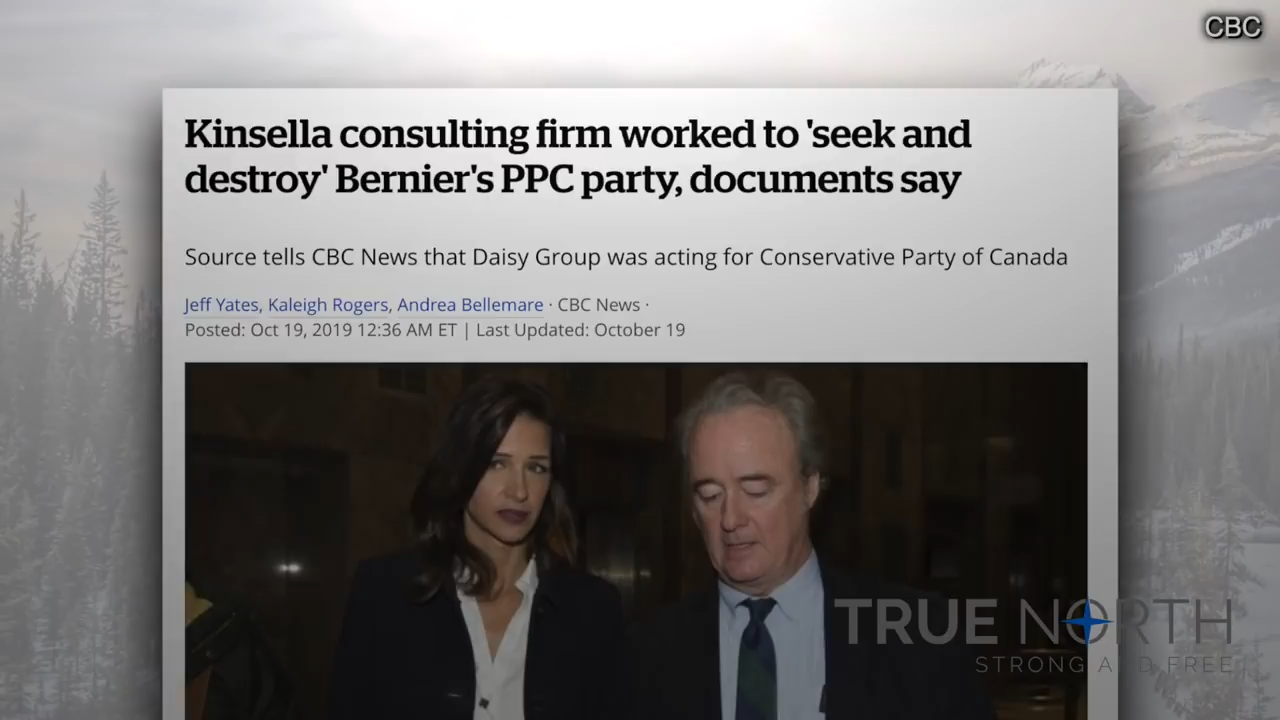 CBC
Kinsella consulting firm worked to 'seek and
destroy' Bernier's PPC party, documents say
Source tells CBC News that Daisy Group was acting for Conservative Party of Canada
Jeff Yates, Kaleigh Rogers, Andrea Bellemare · CBC News ·
Posted: Oct 19, 2019 12:36 AM ET | Last Updated: October 19
TRUE NORTH
STRONG AND FREE